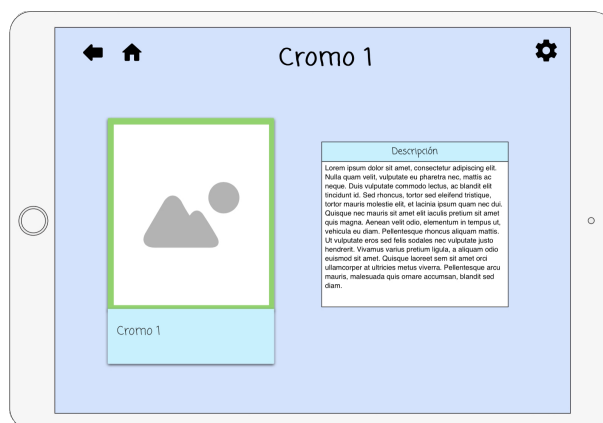 Cromo 1
Cromo 1
Descripción
Lorem ipsum dolor sit amet, consectetur adipiscing elit.
Nulla quam velit, vulputate eu pharetra nec, mattis ac
neque. Duis vulputate commodo lectus, ac blandit elit
tincidunt id. Sed rhoncus, tortor sed eleifend tristique,
tortor mauris molestie elit, et lacinia ipsum quam nec dui.
Quisque nec mauris sit amet elit iaculis pretium sit amet
quis magna. Aenean velit odio, elementum in tempus ut,
vehicula eu diam. Pellentesque rhoncus aliquam mattis.
Ut vulputate eros sed felis sodales nec vulputate justo
hendrerit. Vivamus varius pretium ligula, a aliquam odio
euismod sit amet. Quisque laoreet sem sit amet orci
ullamcorper at ultricies metus viverra. Pellentesque arcu
mauris, malesuada quis ornare accumsan, blandit sed
diam.